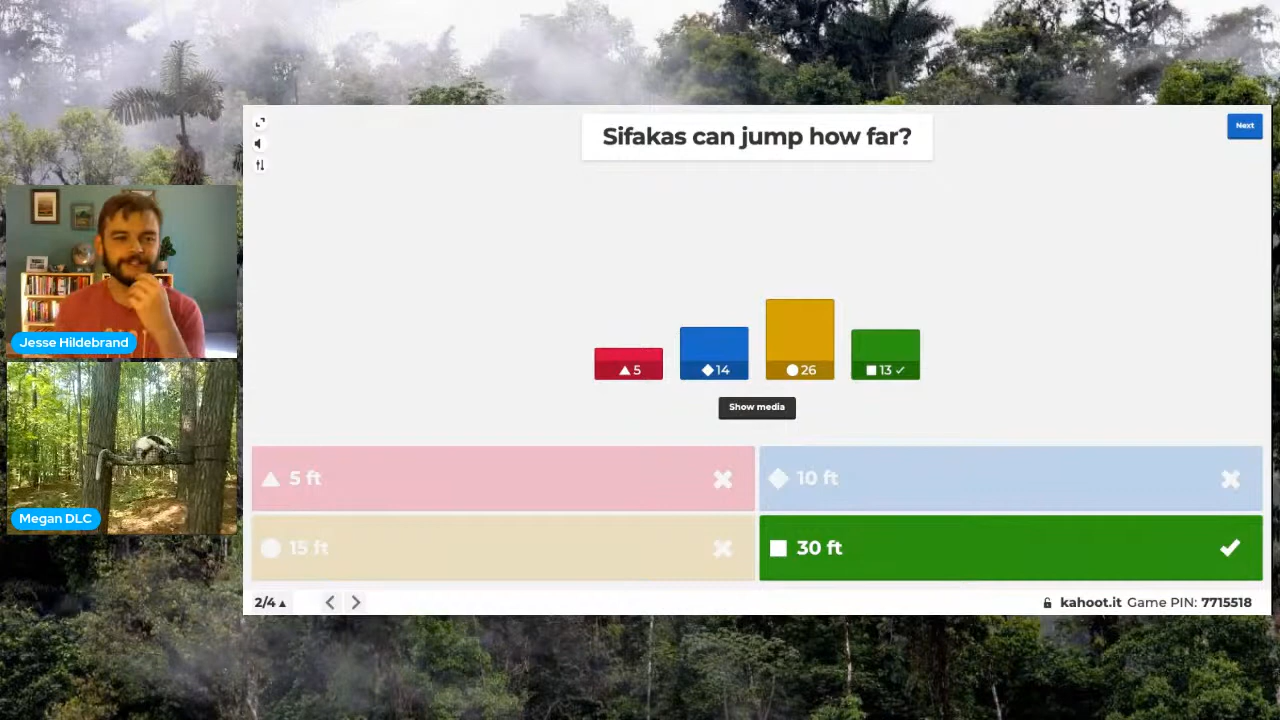 Sifakas can jump how far?
Next
5
14
26
13
Show media
5 ft
10 ft
15 ft
30 ft
2/4
kahoot.it Game PIN: 7715518
Jesse Hildebrand
Megan DLC